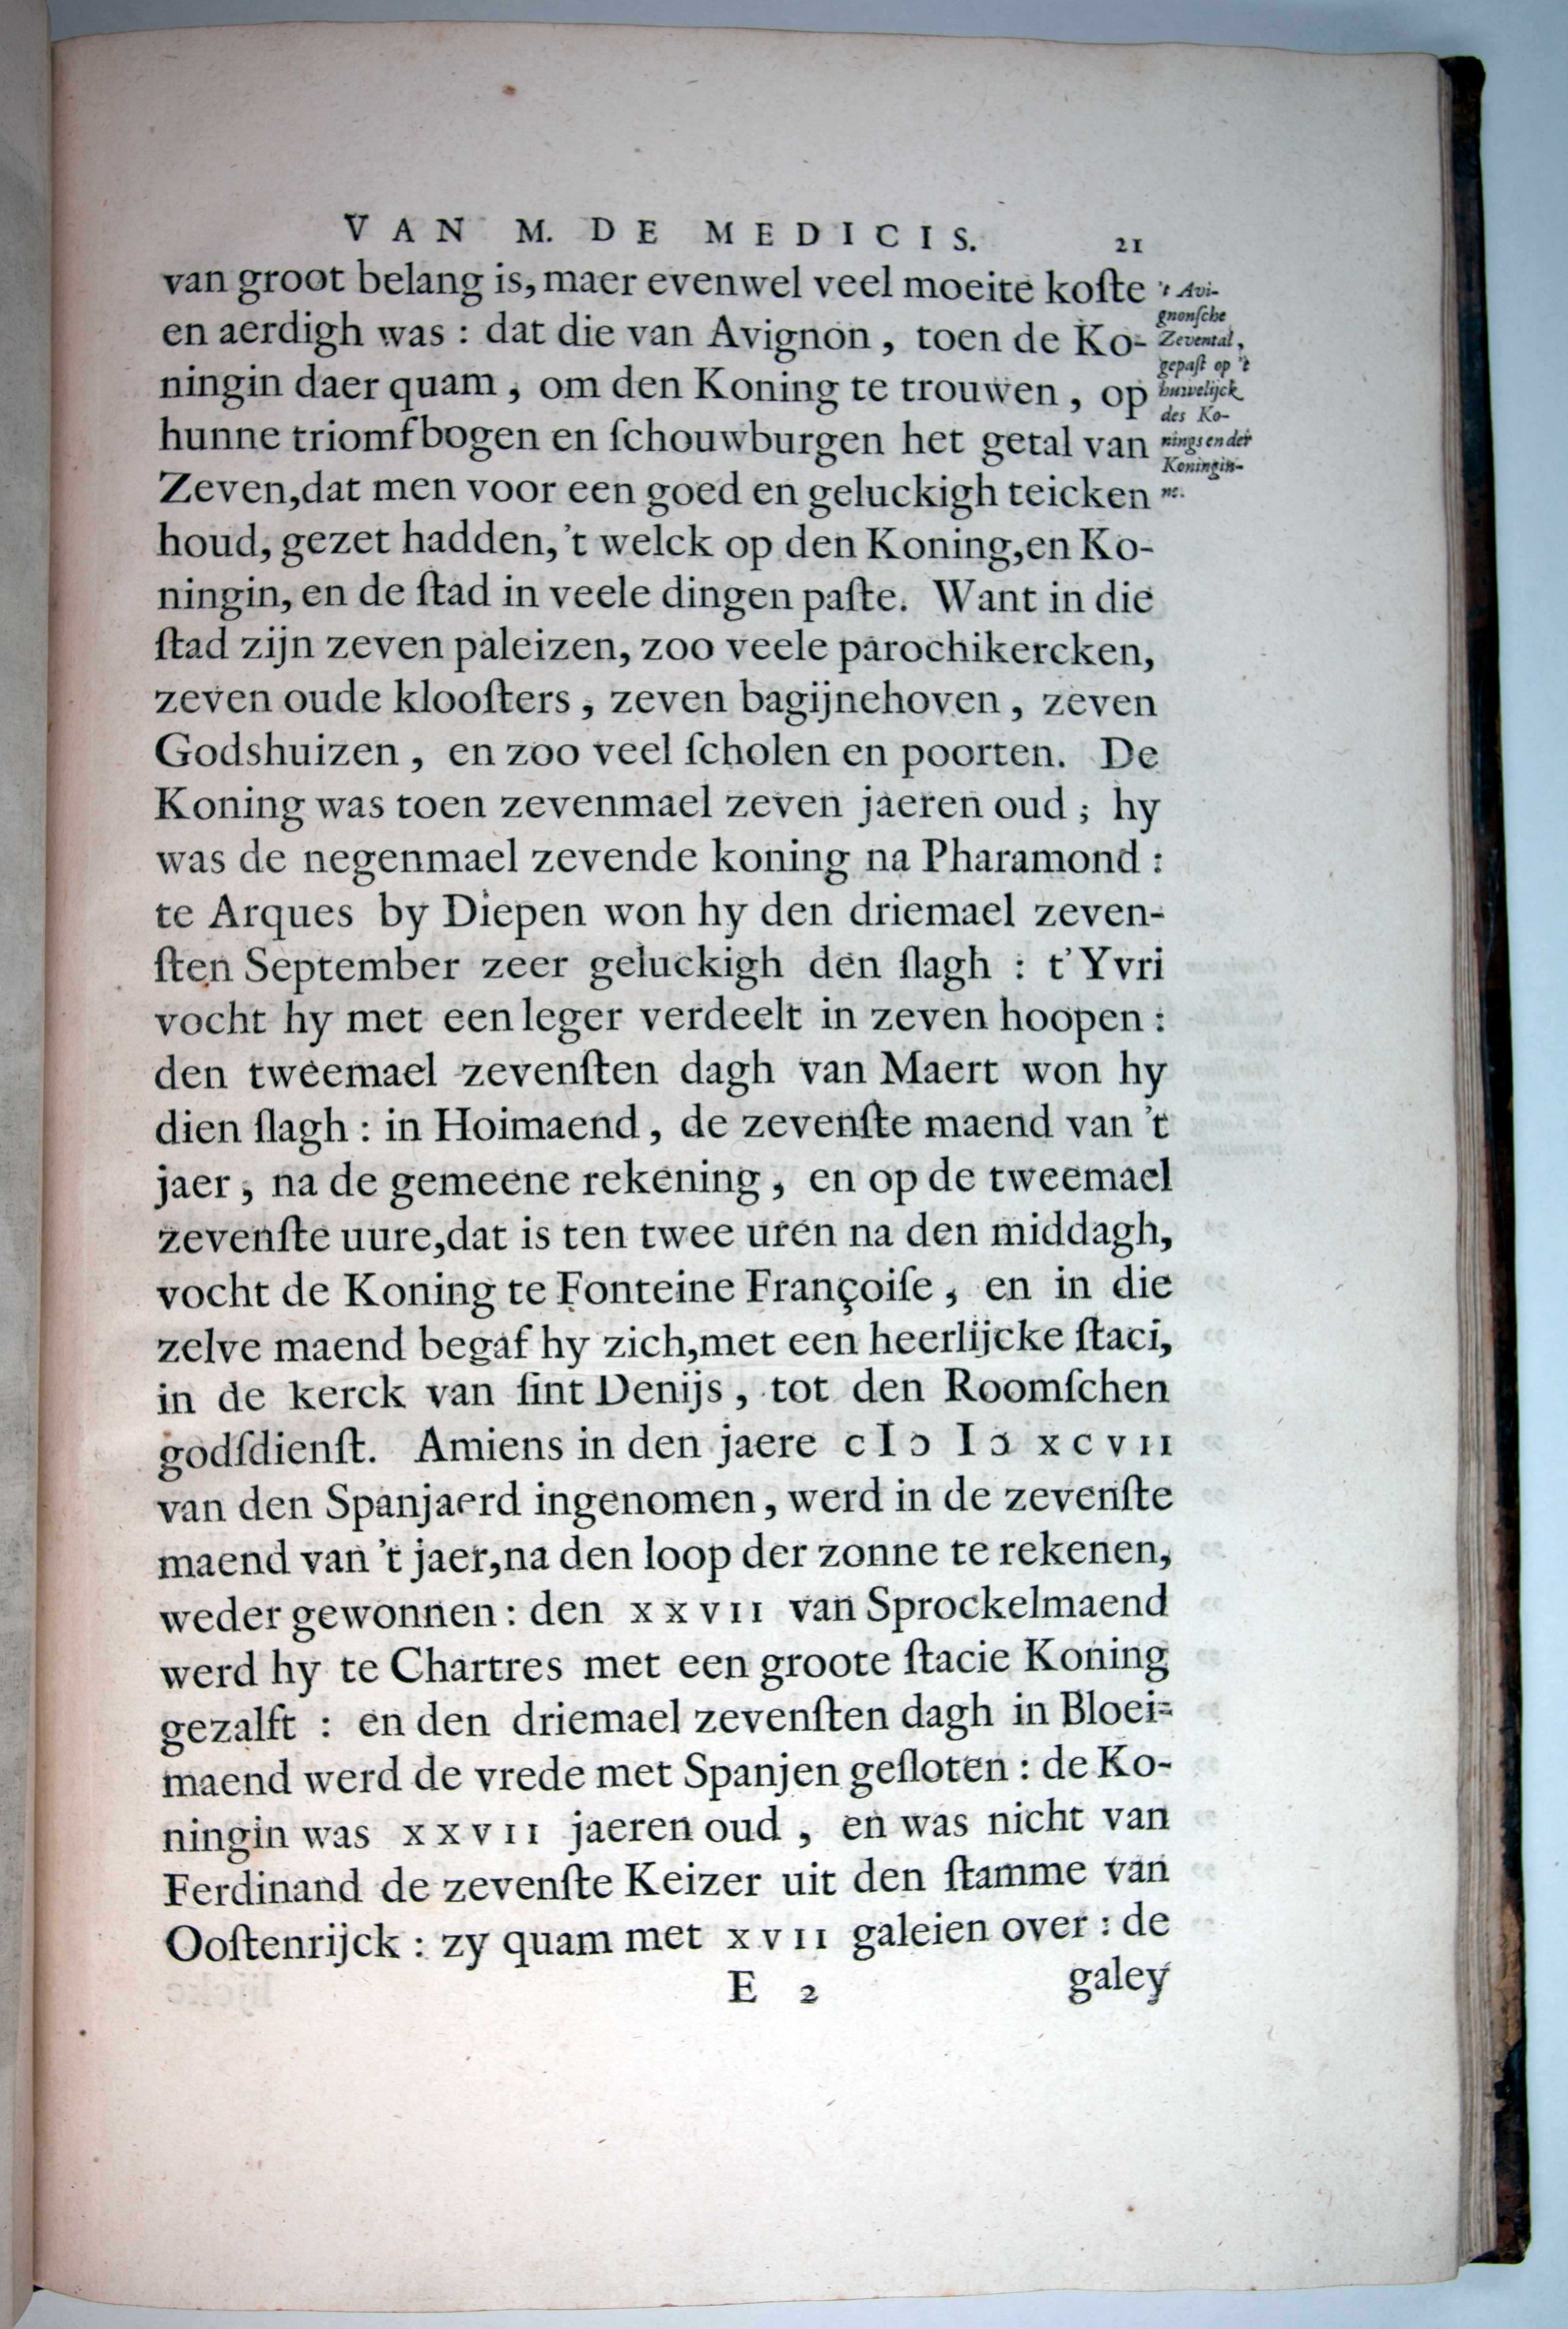 VAN M. DE MEDICIS. 21
van groot belang is, maer evenwel veel moeite koſte
en aerdigh was : dat die van Avignon, toen de Ko-
ningin daer quam, om den Koning te trouwen, op
hunne triomfbogen en ſchouwburgen het getal van
Zeven, dat men voor een goed en geluckigh teicken
houd, gezet hadden, 't welck op den Koning, en Ko-
ningin, en de ſtad in veele dingen paſte. Want in die
ſtad zijn zeven paleizen, zoo veele parochikercken,
zeven oude klooſters, zeven bagijnehoven, zeven
Godshuizen, en zoo veel ſcholen en poorten. De
Koning was toen zevenmael zeven jaeren oud ; hy
was de negenmael zevende koning na Pharamond :
te Arques by Diepen won hy den driemael zeven-
ſten September zeer geluckigh den ſlagh : t'Yvri
vocht hy met een leger verdeelt in zeven hoopen :
den tweemael zevenſten dagh van Maert won hy
dien ſlagh : in Hoimaend, de zevenſte maend van 't
jaer, na de gemeene rekening, en op de tweemael
zevenſte uure, dat is ten twee uren na den middagh,
vocht de Koning te Fonteine Françoiſe, en in die
zelve maend begaf hy zich, met een heerlijcke ſtaci,
in de kerck van ſint Denijs, tot den Roomſchen
godſdienſt. Amiens in den jaere cIↄ Iↄ xcvii
van den Spanjaerd ingenomen, werd in de zevenſte
maend van 't jaer, na den loop der zonne te rekenen,
weder gewonnen : den xxvii van Sprockelmaend
werd hy te Chartres met een groote ſtacie Koning
gezalft : en den driemael zevenſten dagh in Bloei-
maend werd de vrede met Spanjen geſloten : de Ko-
ningin was xxvii jaeren oud, en was nicht van
Ferdinand de zevenſte Keizer uit den ſtamme van
Ooſtenrijck : zy quam met xvii galeien over : de
E 2 galey
't Avi-
gnonſche
Zevental,
gepaſt op 't
huwelijck
des Ko-
nings en der
Koningin-
ne.